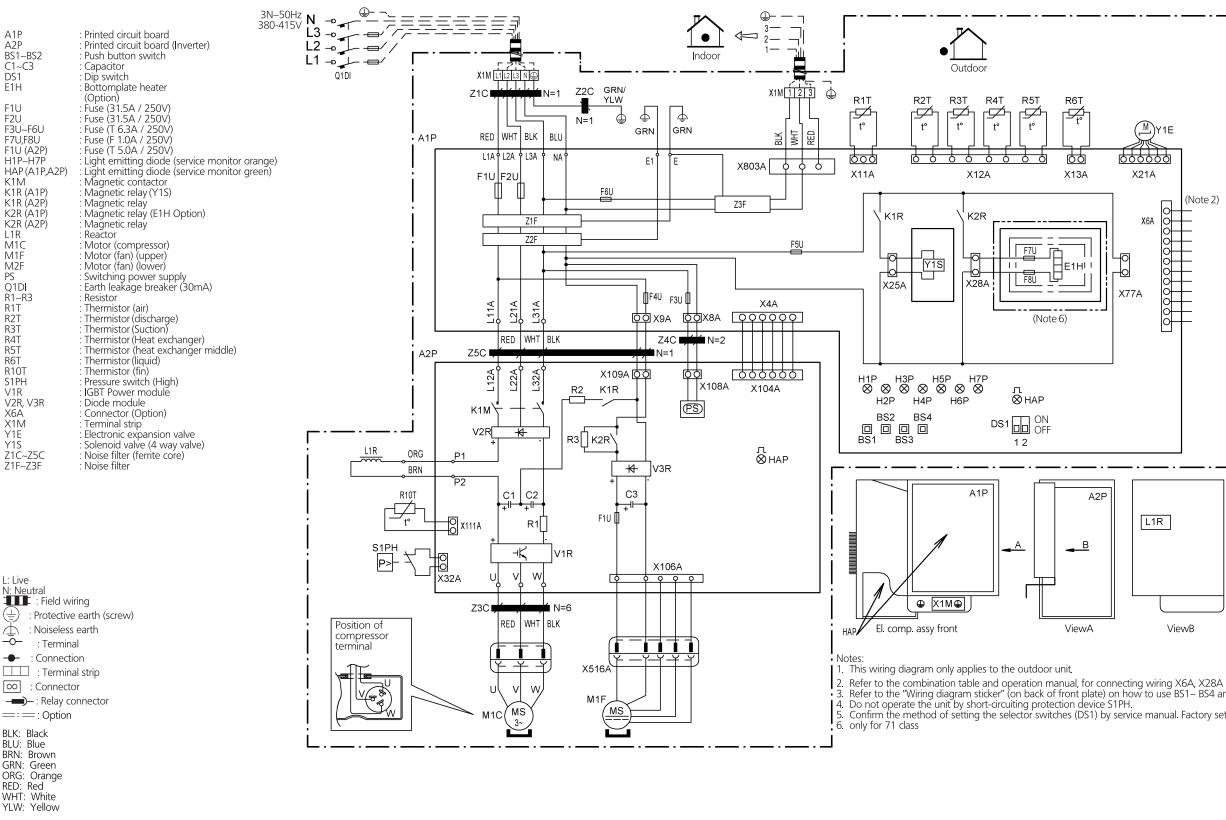 A1P : Printed circuit board
A2P : Printed circuit board (Inverter)
BS1~BS2 : Push button switch
C1~C3 : Capacitor
DS1 : Dip switch
E1H : Bottomplate heater
(Option)
F1U : Fuse (31.5A / 250V)
F2U : Fuse (31.5A / 250V)
F3U~F6U : Fuse (T 6.3A / 250V)
F7U,F8U : Fuse (F 1.0A / 250V)
F1U (A2P) : Fuse (T 5.0A / 250V)
H1P~H7P : Light emitting diode (service monitor orange)
HAP (A1P,A2P) : Light emitting diode (service monitor green)
K1M : Magnetic contactor
K1R (A1P) : Magnetic relay (Y1S)
K1R (A2P) : Magnetic relay
K2R (A1P) : Magnetic relay (E1H Option)
K2R (A2P) : Magnetic relay
L1R : Reactor
M1C : Motor (compressor)
M1F : Motor (fan) (upper)
M2F : Motor (fan) (lower)
PS : Switching power supply
Q1DI : Earth leakage breaker (30mA)
R1~R3 : Resistor
R1T : Thermistor (air)
R2T : Thermistor (discharge)
R3T : Thermistor (Suction)
R4T : Thermistor (Heat exchanger)
R5T : Thermistor (heat exchanger middle)
R6T : Thermistor (liquid)
R10T : Thermistor (fin)
S1PH : Pressure switch (High)
V1R : IGBT Power module
V2R, V3R : Diode module
X6A : Connector (Option)
X1M : Terminal strip
Y1E : Electronic expansion valve
Y1S : Solenoid valve (4 way valve)
Z1C~Z5C : Noise filter (ferrite core)
Z1F~Z3F : Noise filter
L: Live
N: Neutral
: Field wiring
: Protective earth (screw)
: Noiseless earth
: Terminal
: Connection
: Terminal strip
: Connector
: Relay connector
: Option
BLK: Black
BLU: Blue
BRN: Brown
GRN: Green
ORG: Orange
RED: Red
WHT: White
YLW: Yellow
3N~50Hz
380-415V
N
L3
L2
L1
Q1DI
X1M L1 L2 L3 N
Z1C N=1
Z2C
N=1
GRN/
YLW
GRN GRN
3
2
1
Indoor
Outdoor
X1M 1 2 3
BLK WHT RED
A1P
RED WHT BLK BLU
L1A L2A L3A NA E1 E
F1U F2U
F6U
Z1F
Z2F
Z3F
X803A
F5U
R1T R2T R3T R4T R5T R6T
t° t° t° t° t° t°
M Y1E
X11A X12A X13A X21A
(Note 2)
X6A
K1R K2R
Y1S
X25A X28A
F7U
F8U
E1H
X77A
(Note 6)
L11A L21A L31A
F4U F3U
X9A X8A X4A
RED WHT BLK
Z4C N=2
A2P Z5C N=1
L12A L22A L32A
X109A X108A X104A
PS
K1M
V2R
R2 K1R
R3 K2R
V3R
HAP
L1R ORG P1
BRN P2
+ -
C1 C2 C3
R10T
t°
X111A
R1
F1U
S1PH
P>
X32A
V1R
U V W
X106A
Z3C N=6
RED WHT BLK
X516A
U V W
M1C MS
3~
M1F MS
Position of
compressor
terminal
U
V
W
H1P H3P H5P H7P
H2P H4P H6P
HAP
BS2 BS4
BS1 BS3
DS1 ON
OFF
1 2
A1P
A
A2P
B
L1R
X1M
HAP
El. comp. assy front ViewA ViewB
Notes:
1. This wiring diagram only applies to the outdoor unit.
2. Refer to the combination table and operation manual, for connecting wiring X6A, X28A
3. Refer to the "Wiring diagram sticker" (on back of front plate) on how to use BS1~ BS4 an
4. Do not operate the unit by short-circuiting protection device S1PH.
5. Confirm the method of setting the selector switches (DS1) by service manual. Factory set
6. only for 71 class